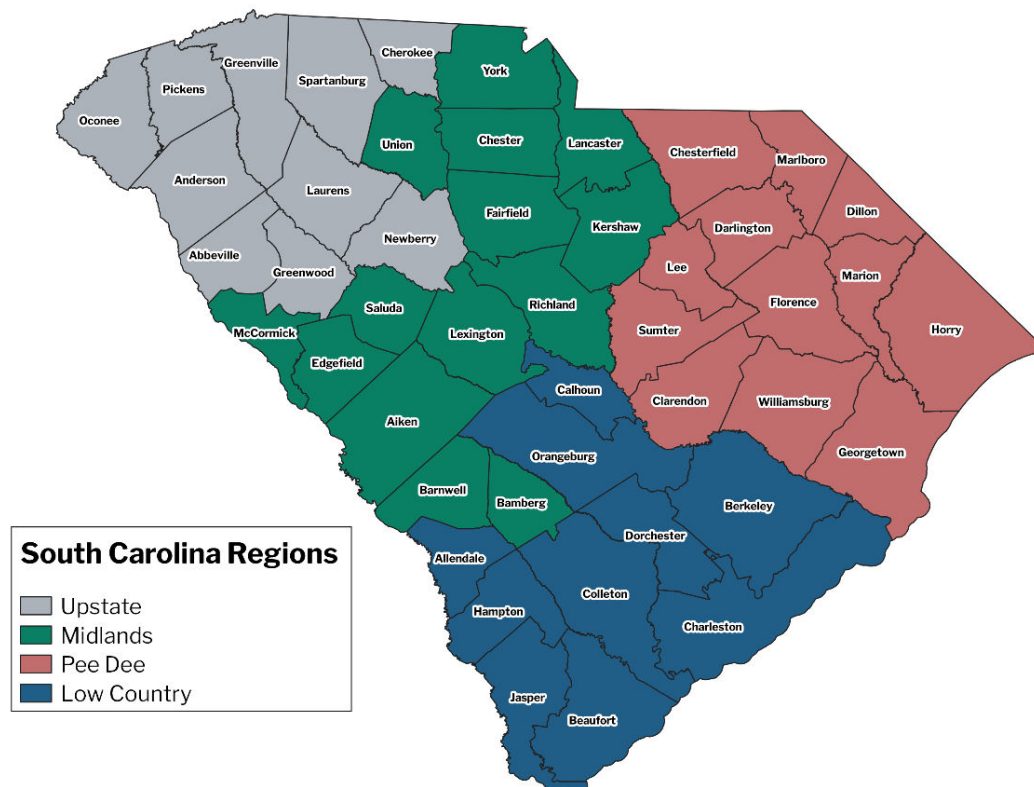 Cherokee
Greenville
York
Spartanburg
Pickens
Oconee
Union
Chester
Lancaster
Chesterfield
Marlboro
Anderson
Laurens
Fairfield
Dillon
Kershaw
Darlington
Newberry
Abbeville
Greenwood
Lee
Marion
Saluda
Richland
Florence
McCormick
Lexington
Sumter
Horry
Edgefield
Calhoun
Clarendon
Williamsburg
Aiken
Orangeburg
Georgetown
Barnwell
Bamberg
Berkeley
Dorchester
Allendale
Colleton
Hampton
Charleston
Jasper
Beaufort
South Carolina Regions
Upstate
Midlands
Pee Dee
Low Country